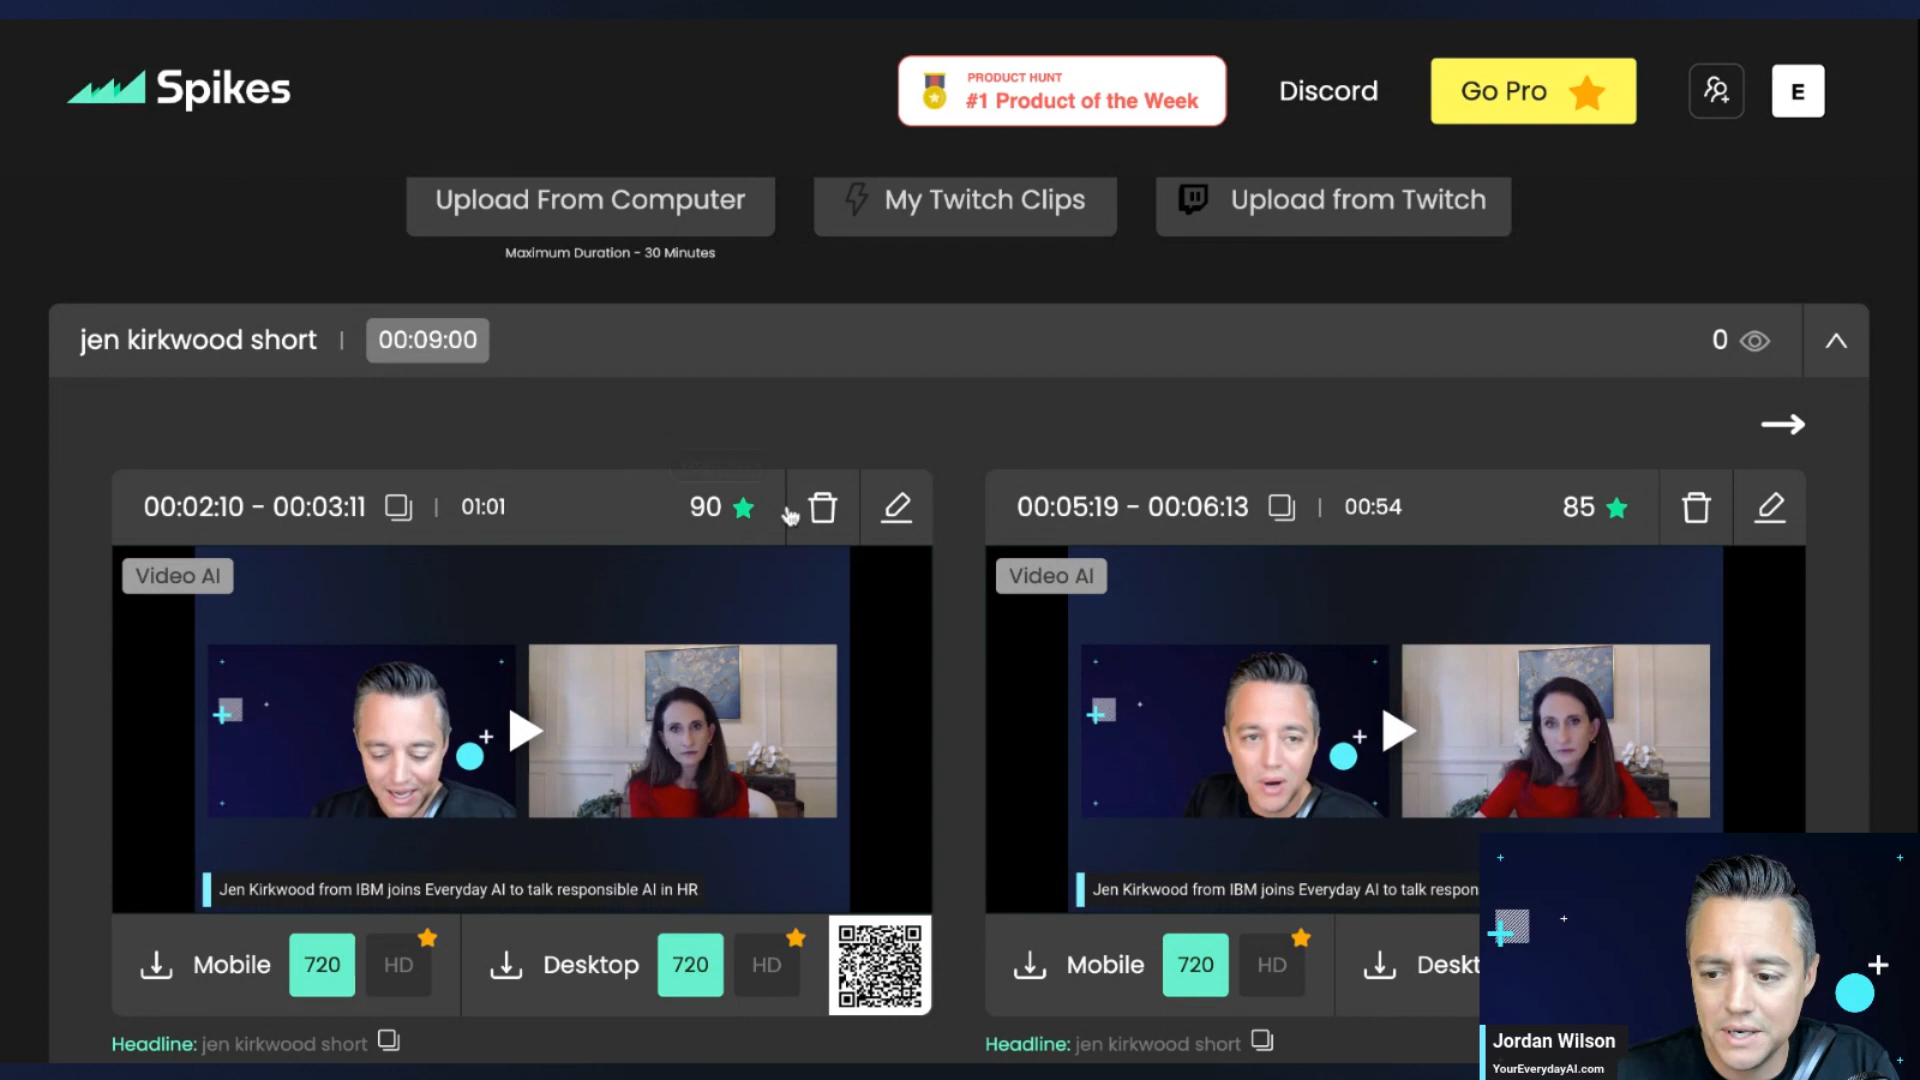 Spikes
PRODUCT HUNT
#1 Product of the Week
Discord
Go Pro
E
Upload From Computer
My Twitch Clips
Upload from Twitch
Maximum Duration - 30 Minutes
jen kirkwood short | 00:09:00
0
00:02:10 - 00:03:11 | 01:01
90
00:05:19 - 00:06:13 | 00:54
85
Video AI
Video AI
Jen Kirkwood from IBM joins Everyday AI to talk responsible AI in HR
Jen Kirkwood from IBM joins Everyday AI to talk respon
Mobile 720 HD
Desktop 720 HD
Mobile 720 HD
Deskt
Headline: jen kirkwood short
Headline: jen kirkwood short
Jordan Wilson
YourEverydayAI.com